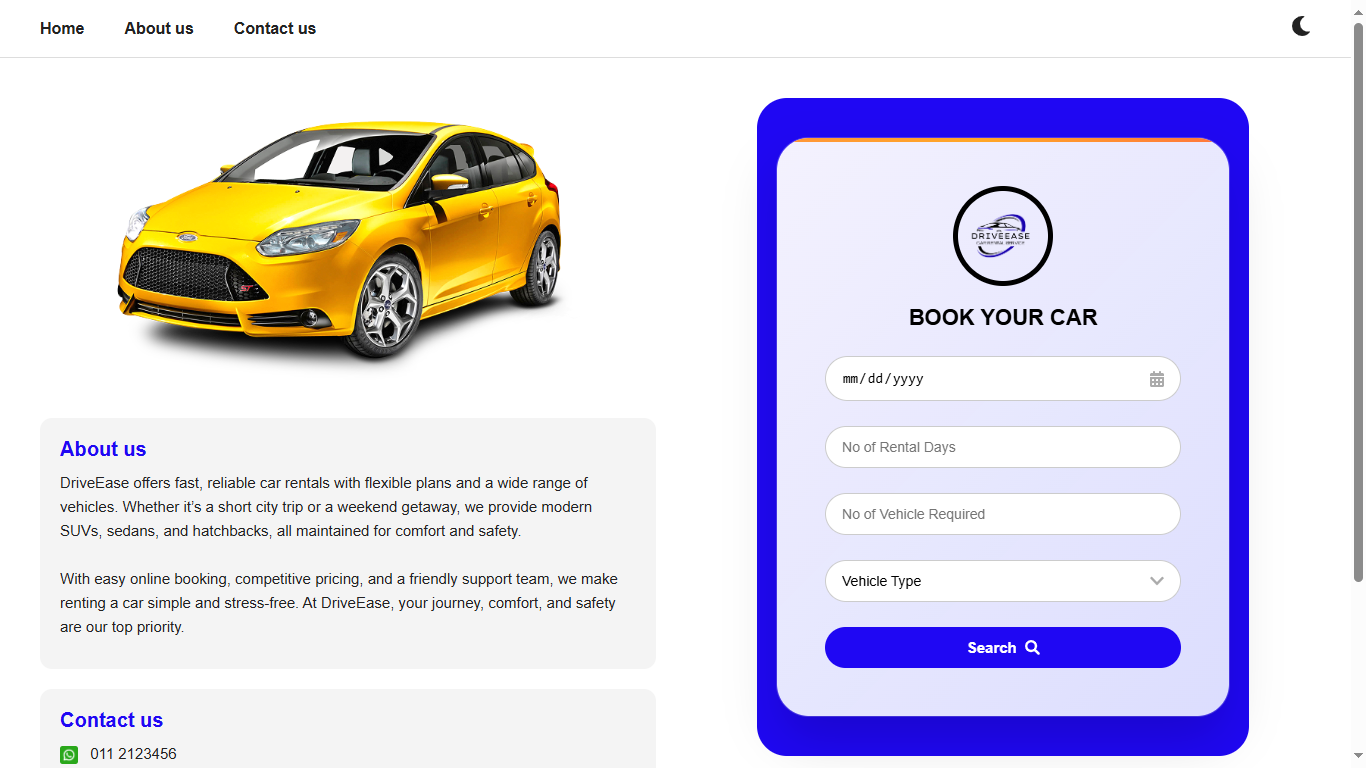 Home
About us
Contact us
ST
DRIVEEASE
BOOK YOUR CAR
mm/dd/yyyy
No of Rental Days
No of Vehicle Required
Vehicle Type
Search
About us
DriveEase offers fast, reliable car rentals with flexible plans and a wide range of
vehicles. Whether it’s a short city trip or a weekend getaway, we provide modern
SUVs, sedans, and hatchbacks, all maintained for comfort and safety.
With easy online booking, competitive pricing, and a friendly support team, we make
renting a car simple and stress-free. At DriveEase, your journey, comfort, and safety
are our top priority.
Contact us
011 2123456